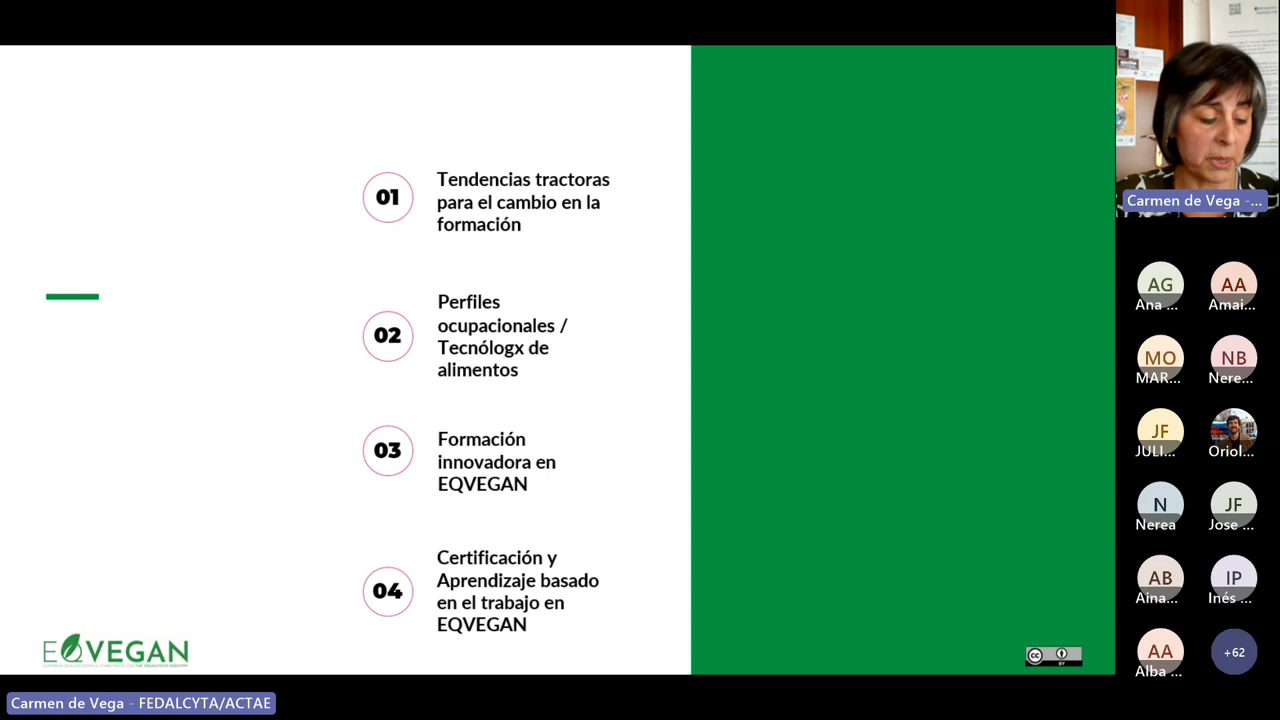 01
Tendencias tractoras
para el cambio en la
formación
02
Perfiles
ocupacionales /
Tecnólogx de
alimentos
03
Formación
innovadora en
EQVEGAN
04
Certificación y
Aprendizaje basado
en el trabajo en
EQVEGAN
EQVEGAN
cc
BY
Carmen de Vega - FEDALCYTA/ACTAE
Carmen de Vega -...
AG
Ana ...
AA
Amai...
MO
MAR...
NB
Nere...
JF
JULI...
Oriol...
N
Nerea
JF
Jose ...
AB
Aina...
IP
Inés ...
AA
Alba ...
+62